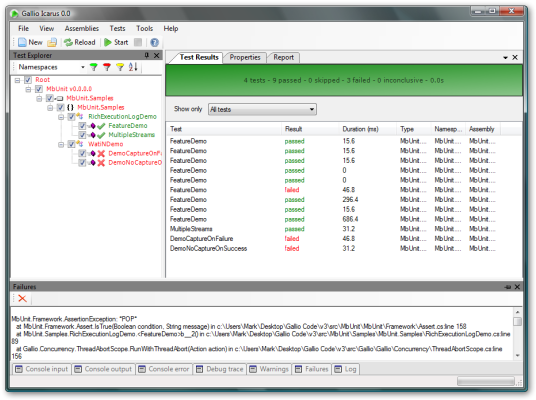 Gallio Icarus 0.0
File View Assemblies Tests Tools Help
New Reload Start
Test Explorer
Test Results Properties Report
Namespaces
4 tests - 9 passed - 0 skipped - 3 failed - 0 inconclusive - 0.0s
Root
MbUnit v0.0.0.0
MbUnit.Samples
MbUnit.Samples
RichExecutionLogDemo
FeatureDemo
MultipleStreams
WatiNDemo
DemoCaptureOnF
DemoNoCaptureO
Show only All tests
Test Result Duration (ms) Type Namesp... Assembly
FeatureDemo passed 15.6 MbUnit.... MbUnit.... MbUnit....
FeatureDemo passed 15.6 MbUnit.... MbUnit.... MbUnit....
FeatureDemo passed 15.6 MbUnit.... MbUnit.... MbUnit....
FeatureDemo passed 0 MbUnit.... MbUnit.... MbUnit....
FeatureDemo passed 0 MbUnit.... MbUnit.... MbUnit....
FeatureDemo failed 46.8 MbUnit.... MbUnit.... MbUnit....
FeatureDemo passed 296.4 MbUnit.... MbUnit.... MbUnit....
FeatureDemo passed 15.6 MbUnit.... MbUnit.... MbUnit....
FeatureDemo passed 686.4 MbUnit.... MbUnit.... MbUnit....
MultipleStreams passed 31.2 MbUnit.... MbUnit.... MbUnit....
DemoCaptureOnFailure failed 46.8 MbUnit.... MbUnit.... MbUnit....
DemoNoCaptureOnSuccess failed 31.2 MbUnit.... MbUnit.... MbUnit....
Failures
MbUnit.Framework.AssertionException: "POP"
at MbUnit.Framework.Assert.IsTrue(Boolean condition, String message) in c:\Users\Mark\Desktop\Gallio Code\v3\src\MbUnit\MbUnit\Framework\Assert.cs:line 158
at MbUnit.Samples.RichExecutionLogDemo.<FeatureDemo>b__2() in c:\Users\Mark\Desktop\Gallio Code\v3\src\MbUnit\MbUnit.Samples\RichExecutionLogDemo.cs:line
89
at Gallio.Concurrency.ThreadAbortScope.RunWithThreadAbort(Action action) in c:\Users\Mark\Desktop\Gallio Code\v3\src\Gallio\Gallio\Concurrency\ThreadAbortScope.cs:line
156
Console input Console output Console error Debug trace Warnings Failures Log